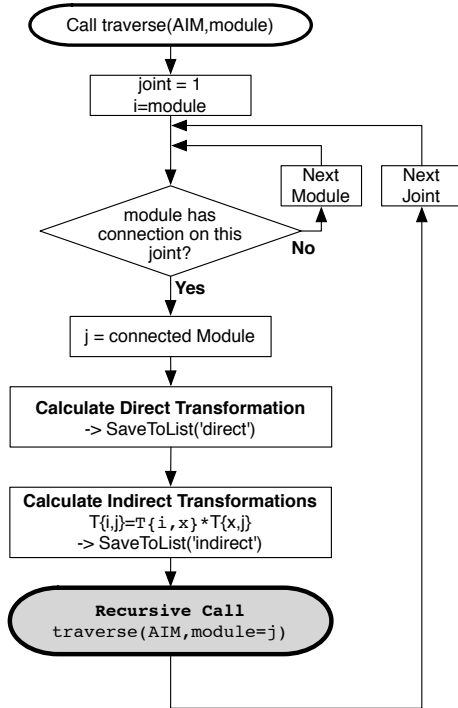 Call traverse(AIM,module)
joint = 1
i=module
Next
Module
Next
Joint
module has
connection on this
joint?
No
Yes
j = connected Module
Calculate Direct Transformation
-> SaveToList('direct')
Calculate Indirect Transformations
T{i,j}=T{i,x}*T{x,j}
-> SaveToList('indirect')
Recursive Call
traverse(AIM,module=j)